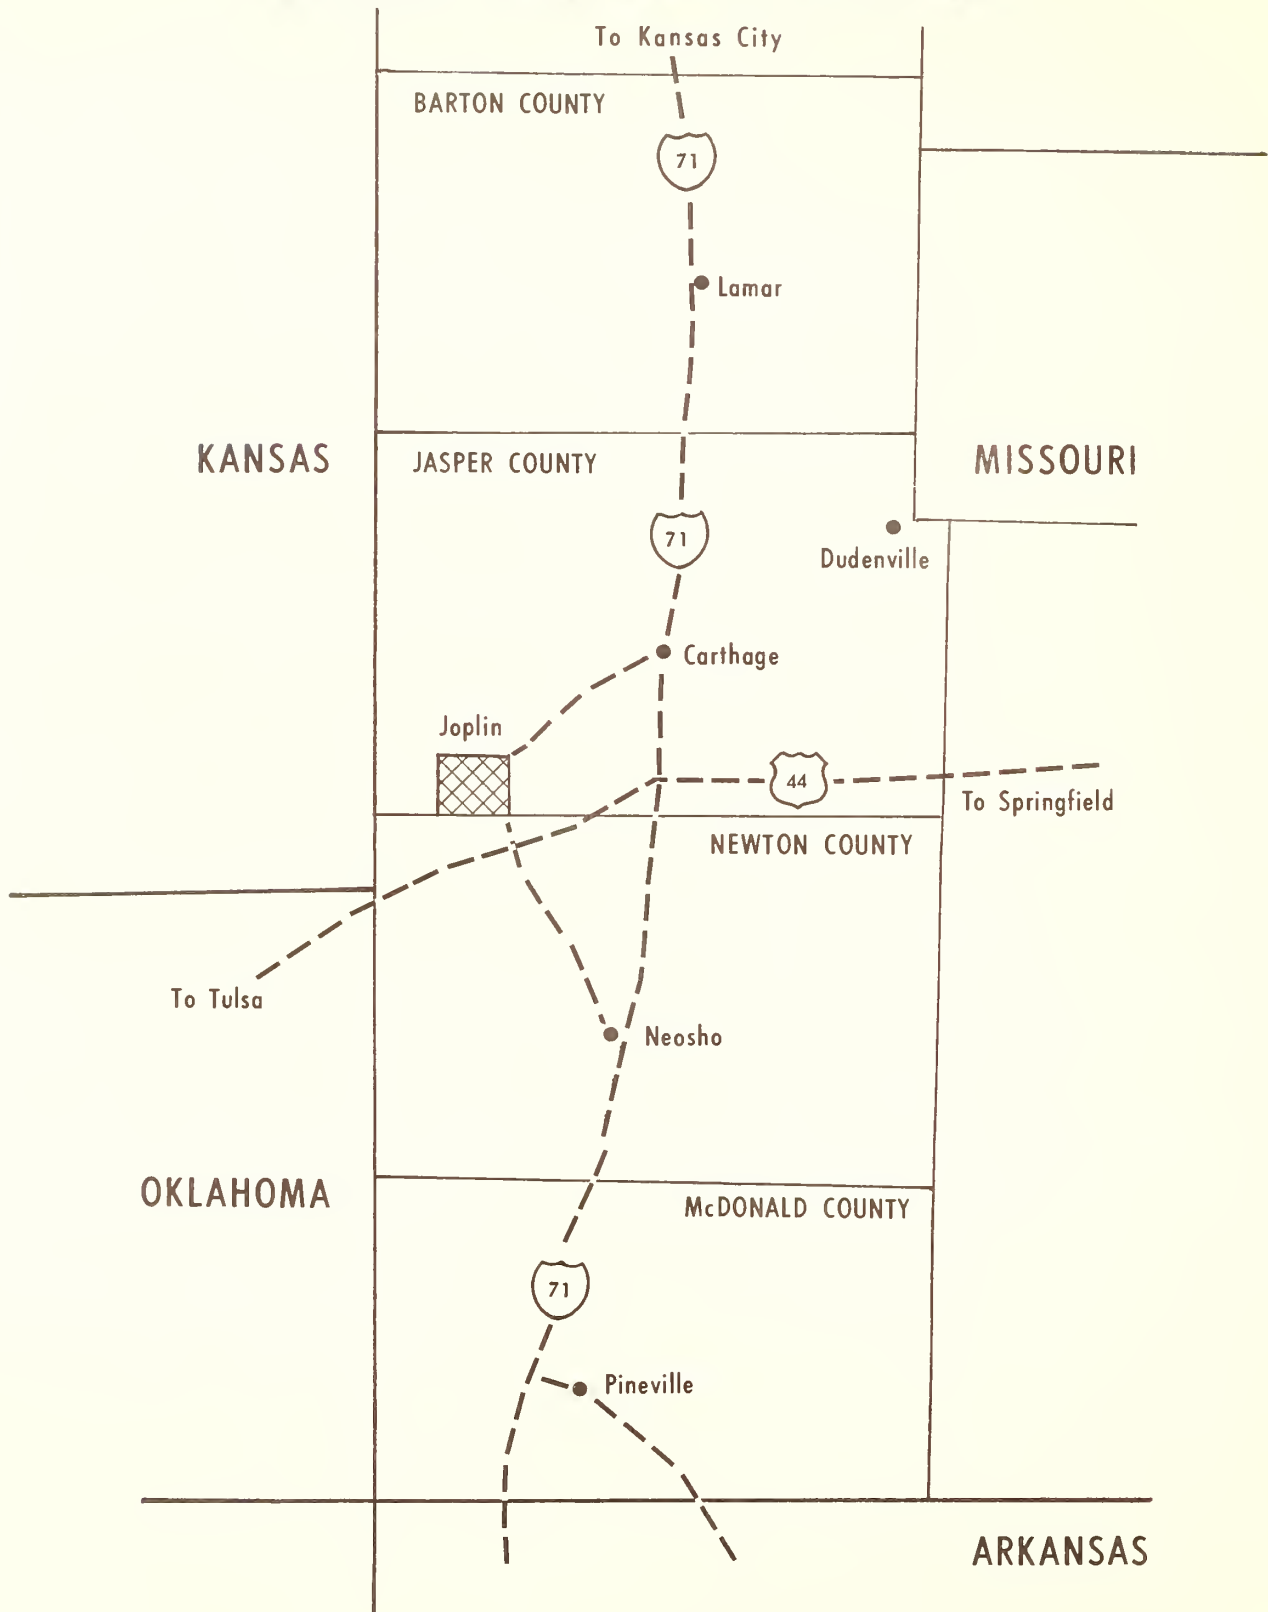 To Kansas City
BARTON COUNTY
71
Lamar
KANSAS
JASPER COUNTY
MISSOURI
71
Dudenville
Carthage
Joplin
44
To Springfield
NEWTON COUNTY
To Tulsa
Neosho
OKLAHOMA
McDONALD COUNTY
71
Pineville
ARKANSAS